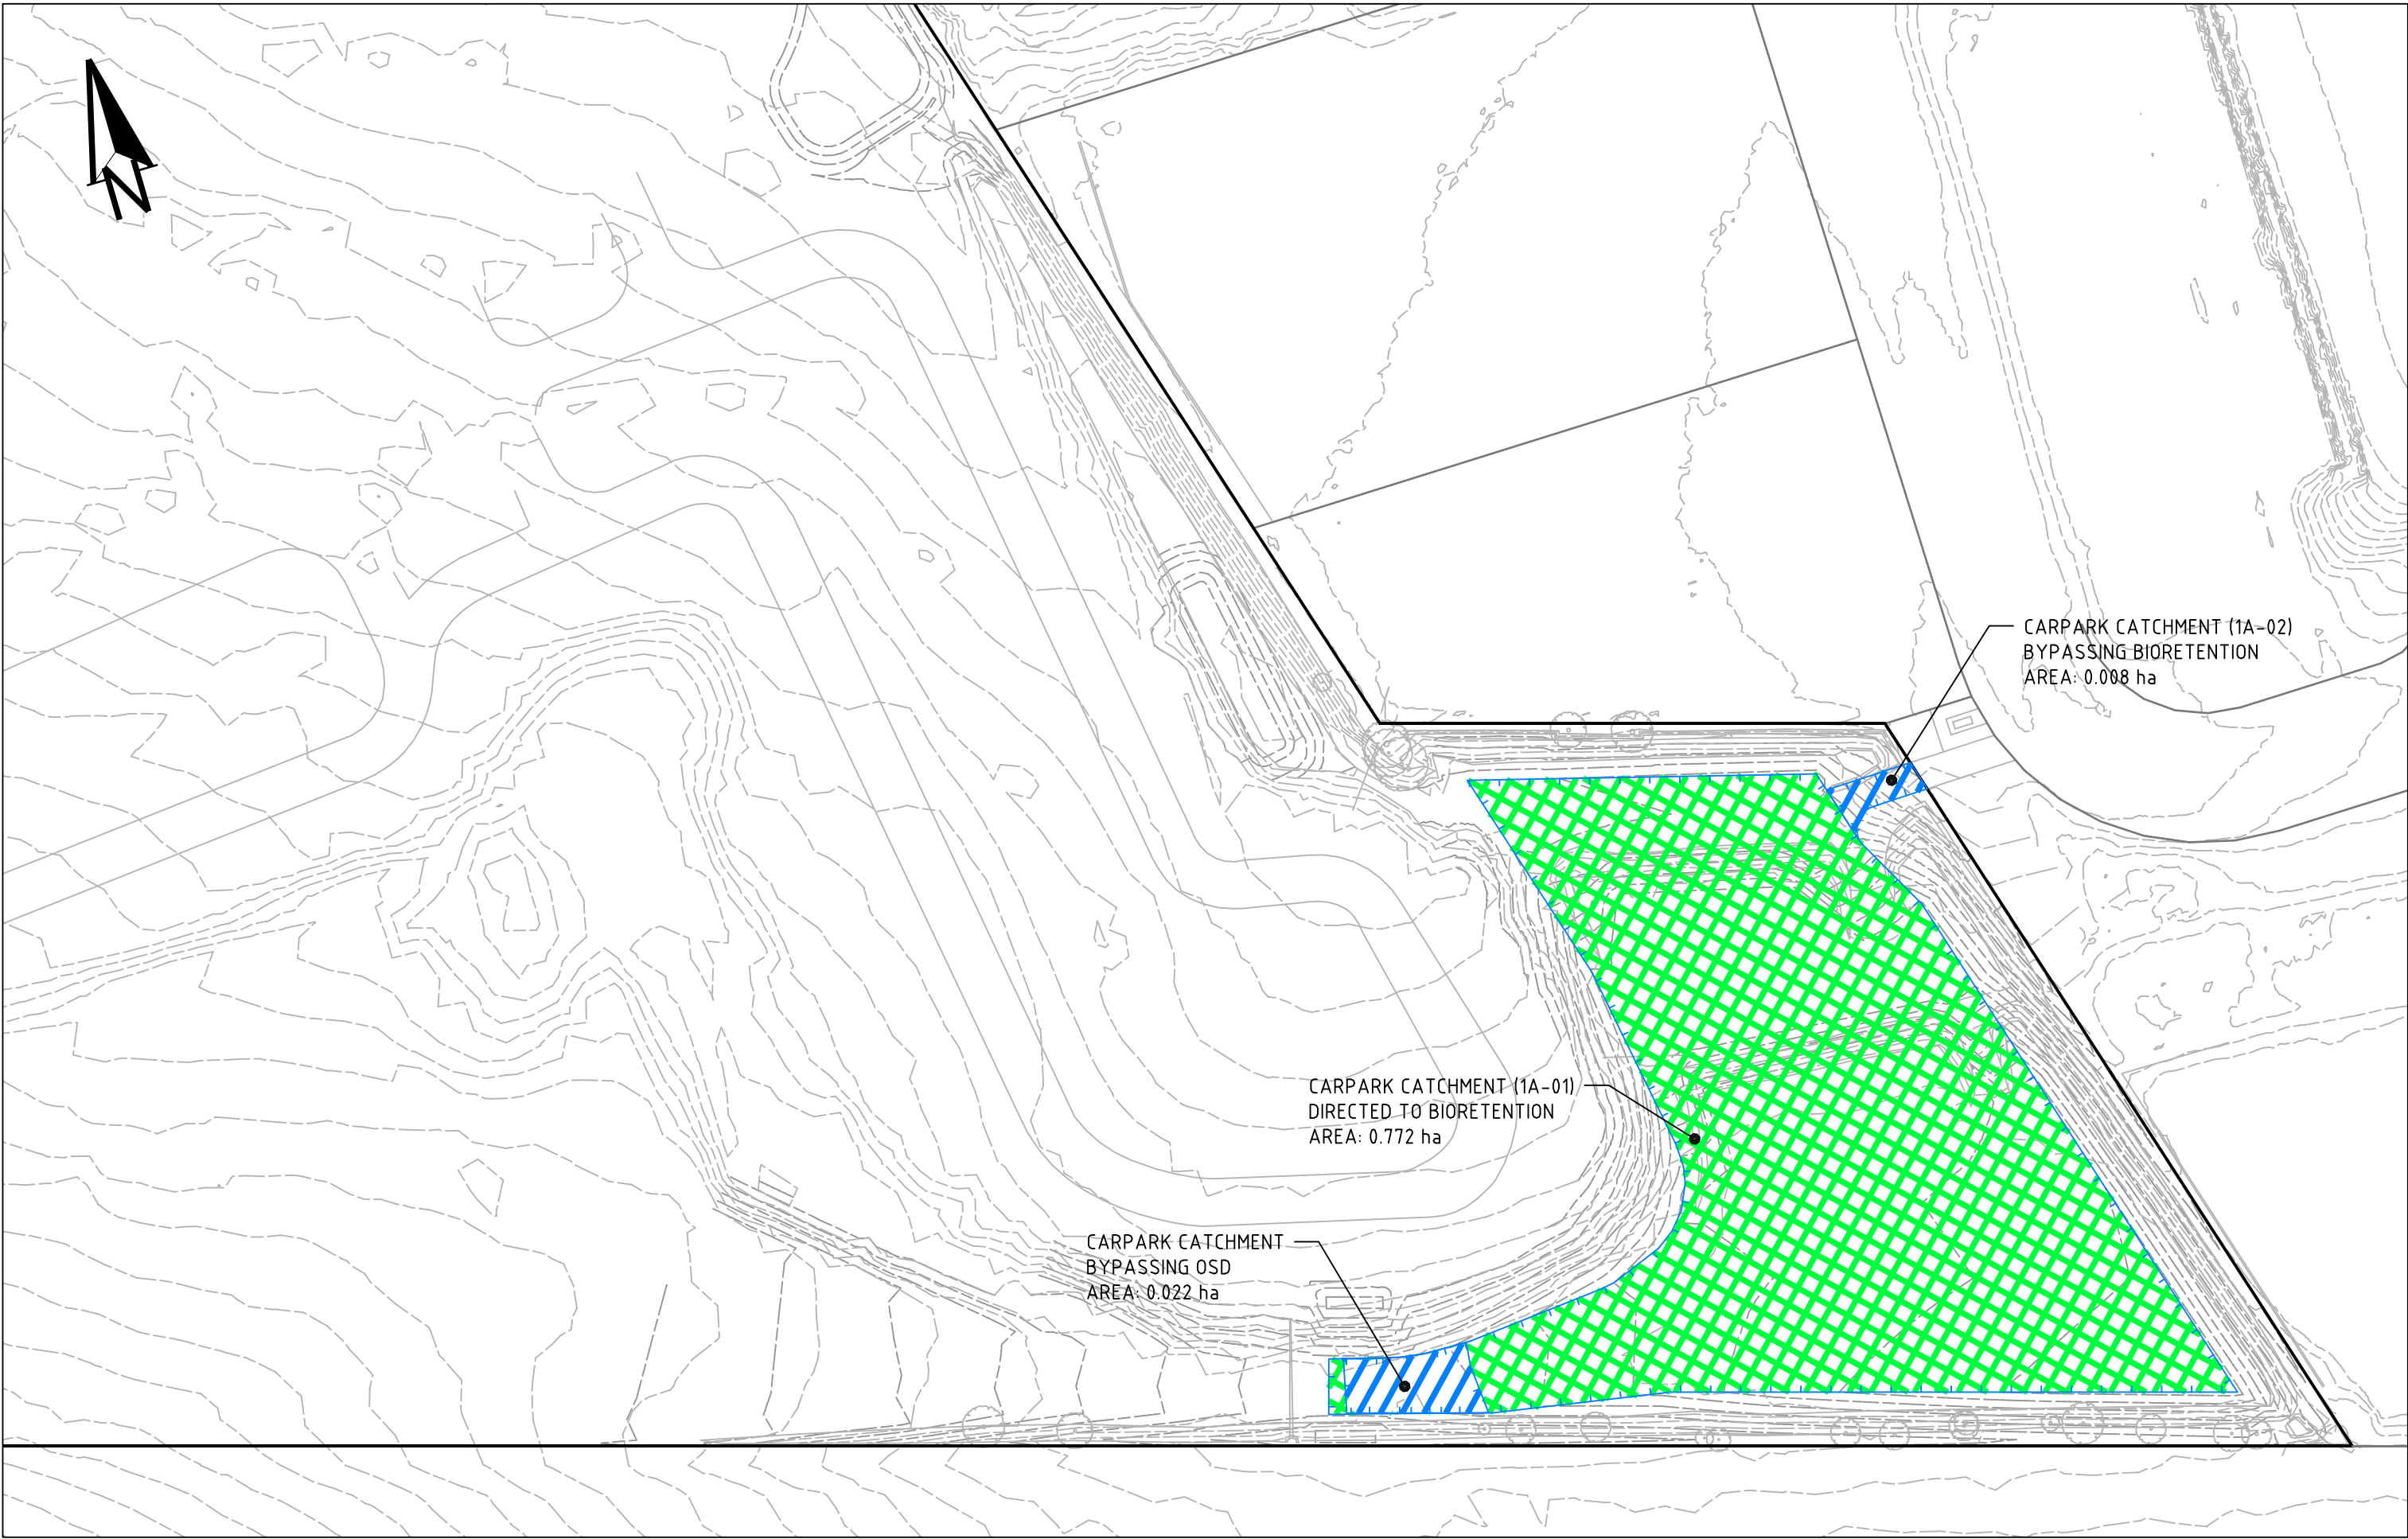 N
CARPARK CATCHMENT (1A-02)
BYPASSING BIORETENTION
AREA: 0.008 ha
CARPARK CATCHMENT (1A-01)
DIRECTED TO BIORETENTION
AREA: 0.772 ha
CARPARK CATCHMENT
BYPASSING OSD
AREA: 0.022 ha